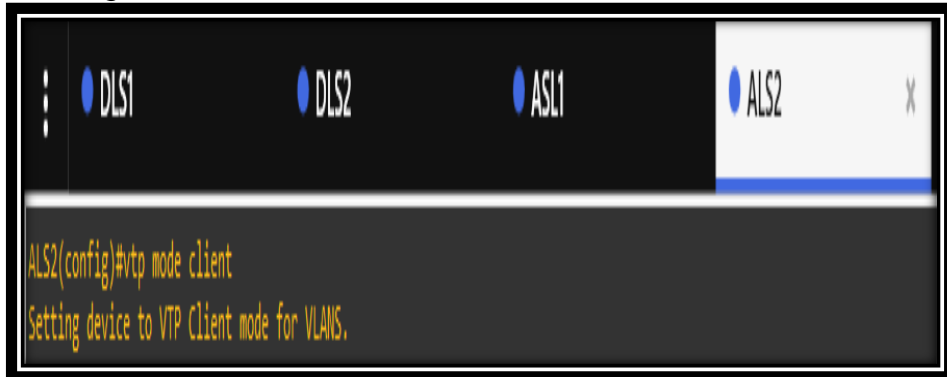 DLS1 DLS2 ASL1 ALS2 x
ALS2(config)#vtp mode client
Setting device to VTP Client mode for VLANS.